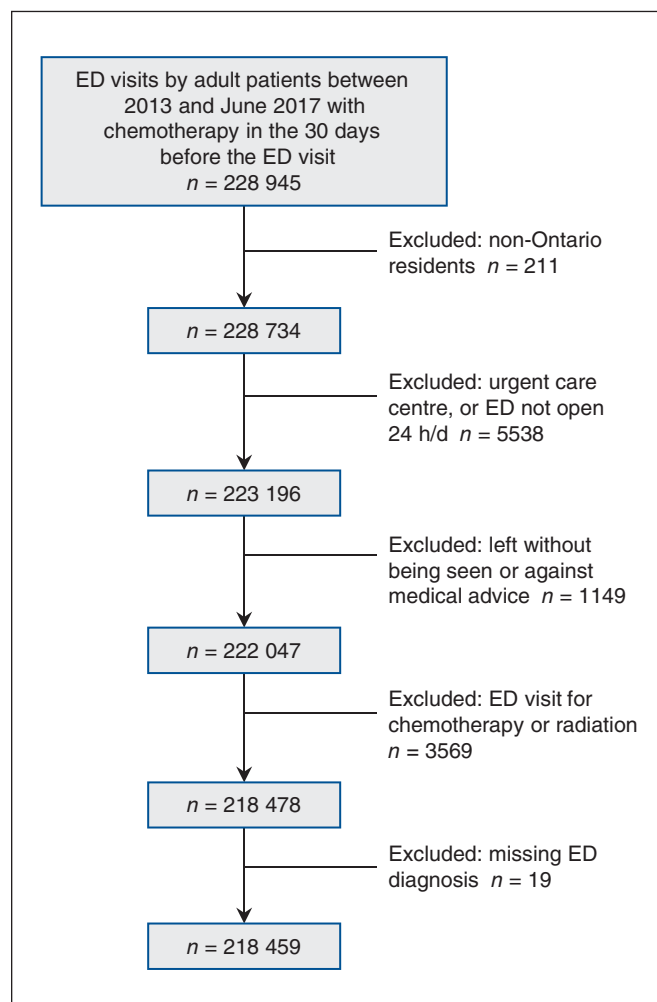 ED visits by adult patients between
2013 and June 2017 with
chemotherapy in the 30 days
before the ED visit
n = 228 945
Excluded: non-Ontario
residents n = 211
n = 228 734
Excluded: urgent care
centre, or ED not open
24 h/d n = 5538
n = 223 196
Excluded: left without
being seen or against
medical advice n = 1149
n = 222 047
Excluded: ED visit for
chemotherapy or radiation
n = 3569
n = 218 478
Excluded: missing ED
diagnosis n = 19
n = 218 459